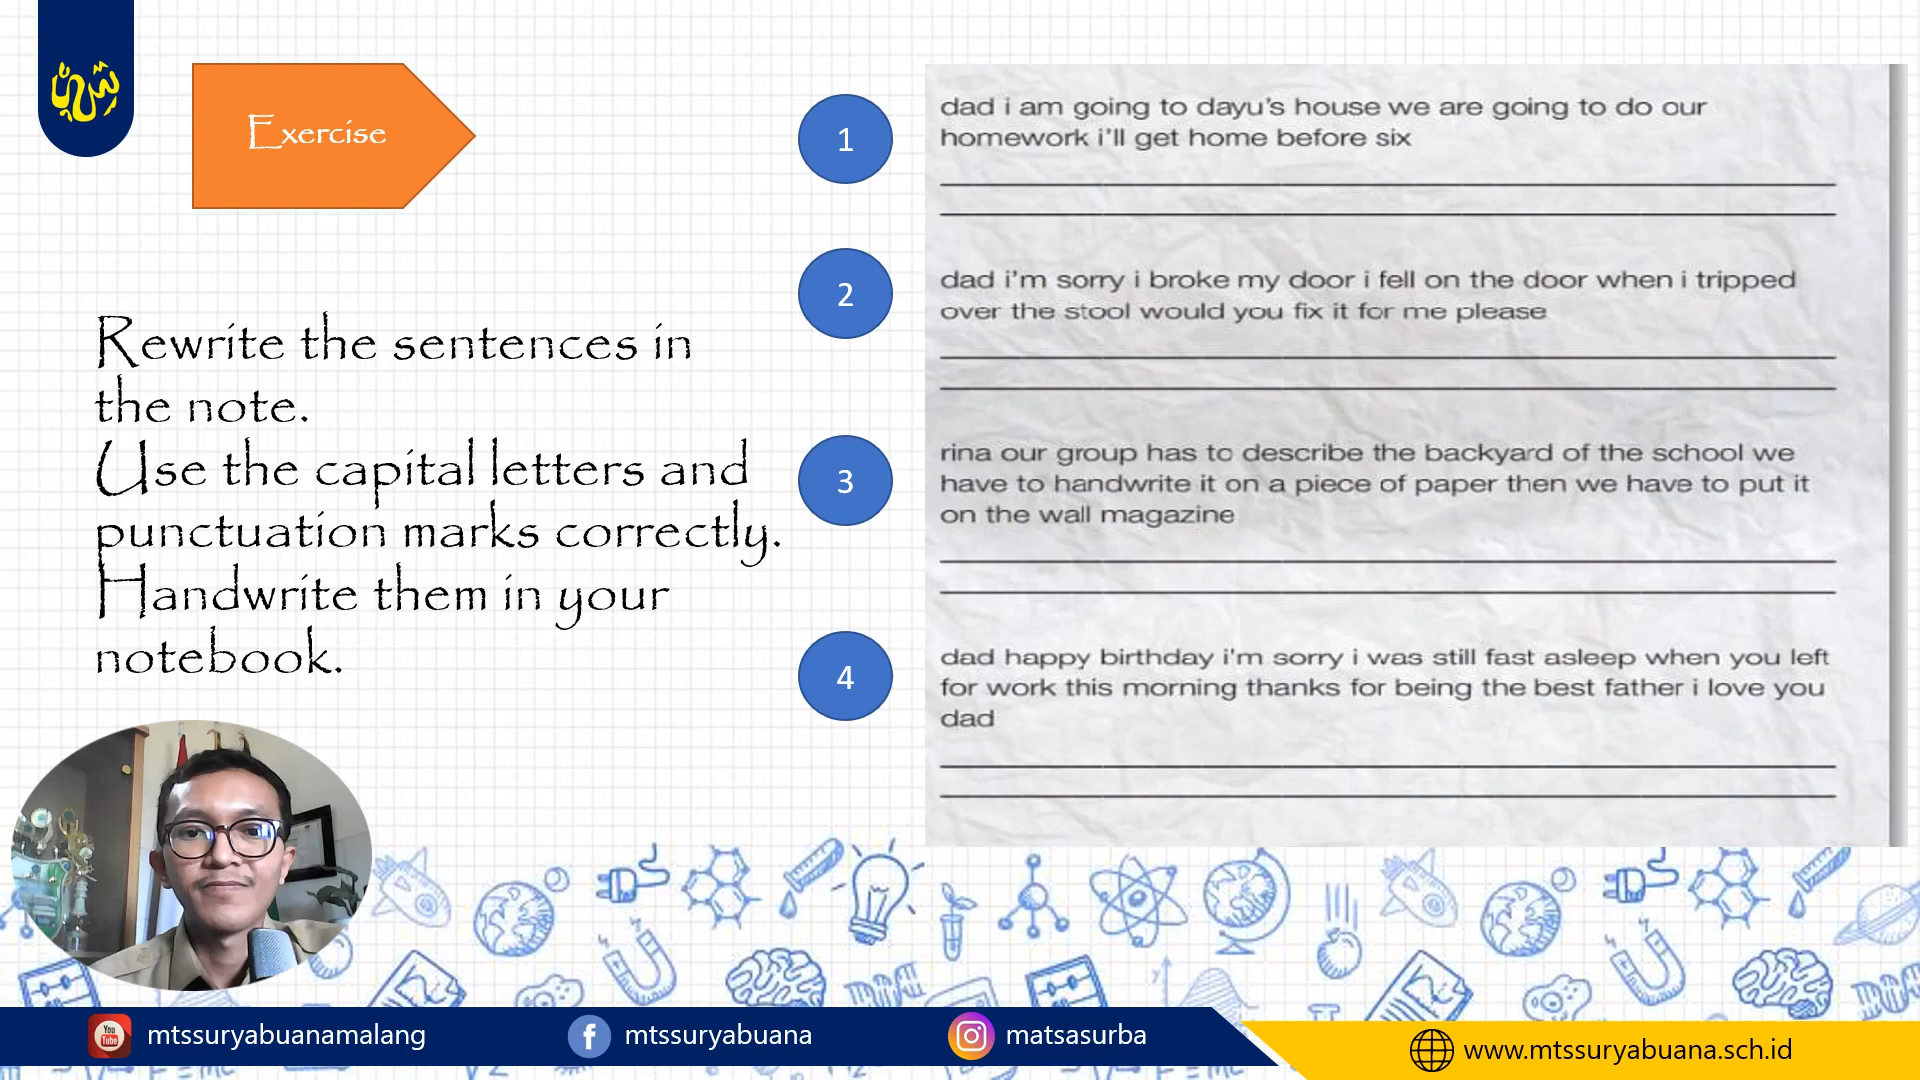 Exercise
Rewrite the sentences in
the note.
Use the capital letters and
punctuation marks correctly.
Handwrite them in your
notebook.
1
dad i am going to dayu's house we are going to do our
homework i'll get home before six
2
dad i'm sorry i broke my door i fell on the door when i tripped
over the stool would you fix it for me please
3
rina our group has to describe the backyard of the school we
have to handwrite it on a piece of paper then we have to put it
on the wall magazine
4
dad happy birthday i'm sorry i was still fast asleep when you left
for work this morning thanks for being the best father i love you
dad
You
Tube
mtssuryabuanamalang
mtssuryabuana
matsasurba
www.mtssuryabuana.sch.id